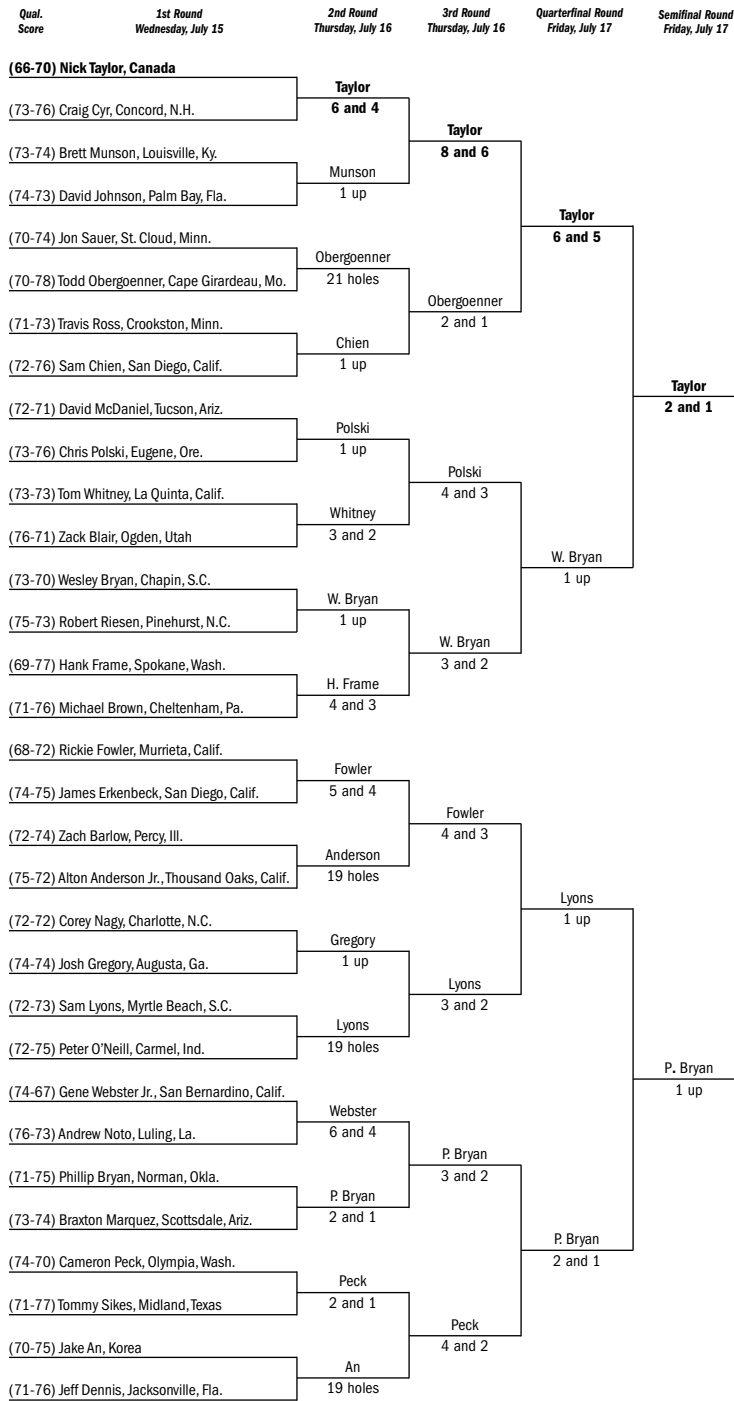 Qual.
Score
1st Round
Wednesday, July 15
2nd Round
Thursday, July 16
3rd Round
Thursday, July 16
Quarterfinal Round
Friday, July 17
Semifinal Round
Friday, July 17
(66-70) Nick Taylor, Canada
Taylor
6 and 4
(73-76) Craig Cyr, Concord, N.H.
Taylor
8 and 6
(73-74) Brett Munson, Louisville, Ky.
Munson
1 up
(74-73) David Johnson, Palm Bay, Fla.
Taylor
6 and 5
(70-74) Jon Sauer, St. Cloud, Minn.
Obergoenner
21 holes
(70-78) Todd Obergoenner, Cape Girardeau, Mo.
Obergoenner
2 and 1
(71-73) Travis Ross, Crookston, Minn.
Chien
1 up
(72-76) Sam Chien, San Diego, Calif.
Taylor
2 and 1
(72-71) David McDaniel, Tucson, Ariz.
Polski
1 up
(73-76) Chris Polski, Eugene, Ore.
Polski
4 and 3
(73-73) Tom Whitney, La Quinta, Calif.
Whitney
3 and 2
(76-71) Zack Blair, Ogden, Utah
W. Bryan
1 up
(73-70) Wesley Bryan, Chapin, S.C.
W. Bryan
1 up
(75-73) Robert Riesen, Pinehurst, N.C.
W. Bryan
3 and 2
(69-77) Hank Frame, Spokane, Wash.
H. Frame
4 and 3
(71-76) Michael Brown, Cheltenham, Pa.
(68-72) Rickie Fowler, Murrieta, Calif.
Fowler
5 and 4
(74-75) James Erkenbeck, San Diego, Calif.
Fowler
4 and 3
(72-74) Zach Barlow, Percy, Ill.
Anderson
19 holes
(75-72) Alton Anderson Jr., Thousand Oaks, Calif.
Lyons
1 up
(72-72) Corey Nagy, Charlotte, N.C.
Gregory
1 up
(74-74) Josh Gregory, Augusta, Ga.
Lyons
3 and 2
(72-73) Sam Lyons, Myrtle Beach, S.C.
Lyons
19 holes
(72-75) Peter O'Neill, Carmel, Ind.
P. Bryan
1 up
(74-67) Gene Webster Jr., San Bernardino, Calif.
Webster
6 and 4
(76-73) Andrew Noto, Luling, La.
P. Bryan
3 and 2
(71-75) Phillip Bryan, Norman, Okla.
P. Bryan
2 and 1
(73-74) Braxton Marquez, Scottsdale, Ariz.
P. Bryan
2 and 1
(74-70) Cameron Peck, Olympia, Wash.
Peck
2 and 1
(71-77) Tommy Sikes, Midland, Texas
Peck
4 and 2
(70-75) Jake An, Korea
An
19 holes
(71-76) Jeff Dennis, Jacksonville, Fla.